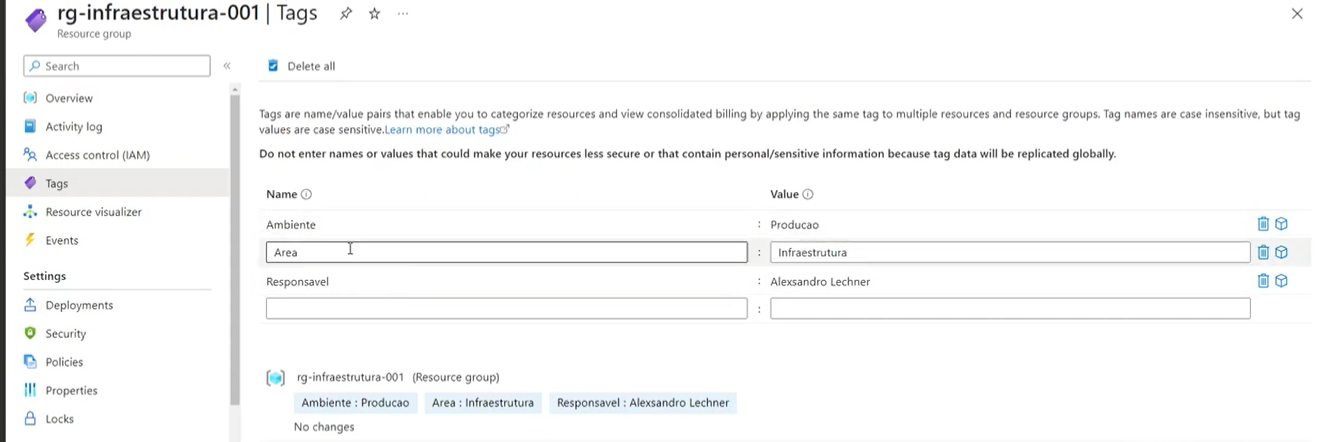 rg-infraestrutura-001 | Tags
Resource group
Search
Delete all
Overview
Activity log
Access control (IAM)
Tags
Resource visualizer
Events
Settings
Deployments
Security
Policies
Properties
Locks
Tags are name/value pairs that enable you to categorize resources and view consolidated billing by applying the same tag to multiple resources and resource groups. Tag names are case insensitive, but tag
values are case sensitive.Learn more about tags
Do not enter names or values that could make your resources less secure or that contain personal/sensitive information because tag data will be replicated globally.
Name Value
Ambiente : Producao
Area : Infraestrutura
Responsavel : Alexsandro Lechner
:
rg-infraestrutura-001 (Resource group)
Ambiente : Producao Area : Infraestrutura Responsavel : Alexsandro Lechner
No changes